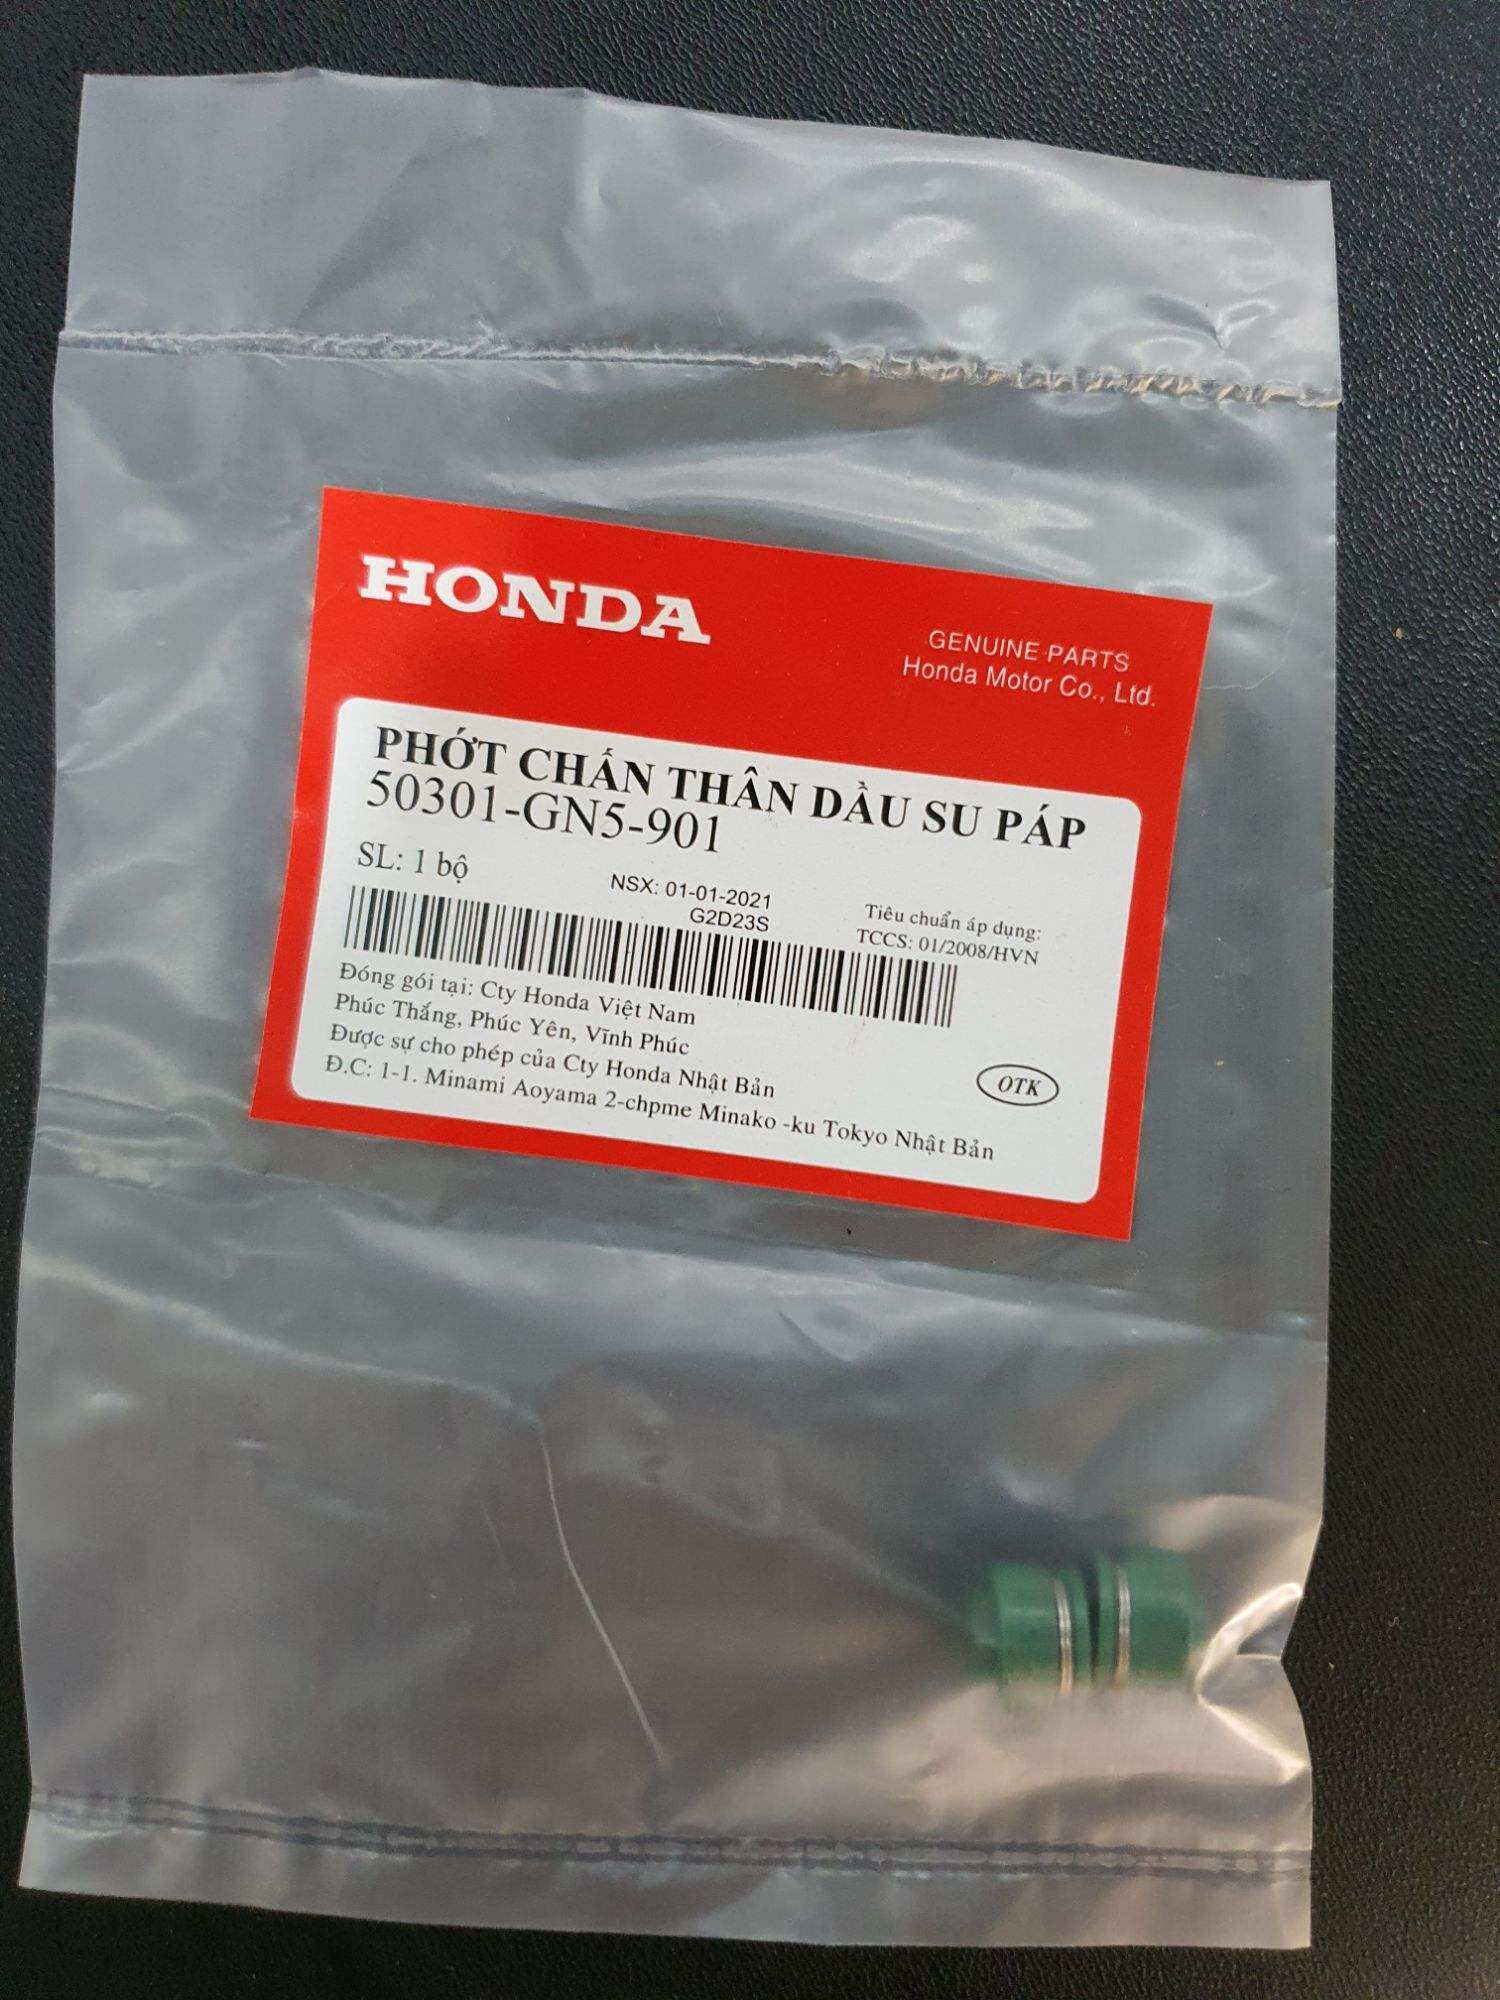 HONDA
GENUINE PARTS
Honda Motor Co., Ltd.
PHỚT CHẤN THÂN DẦU SU PÁP
50301-GN5-901
SL: 1 bộ
NSX: 01-01-2021
G2D23S
Tiêu chuẩn áp dụng:
TCCS: 01/2008/HVN
Đóng gói tại: Cty Honda Việt Nam
Phúc Thắng, Phúc Yên, Vĩnh Phúc
Được sự cho phép của Cty Honda Nhật Bản
Đ.C: 1-1. Minami Aoyama 2-chpme Minako -ku Tokyo Nhật Bản
OTK